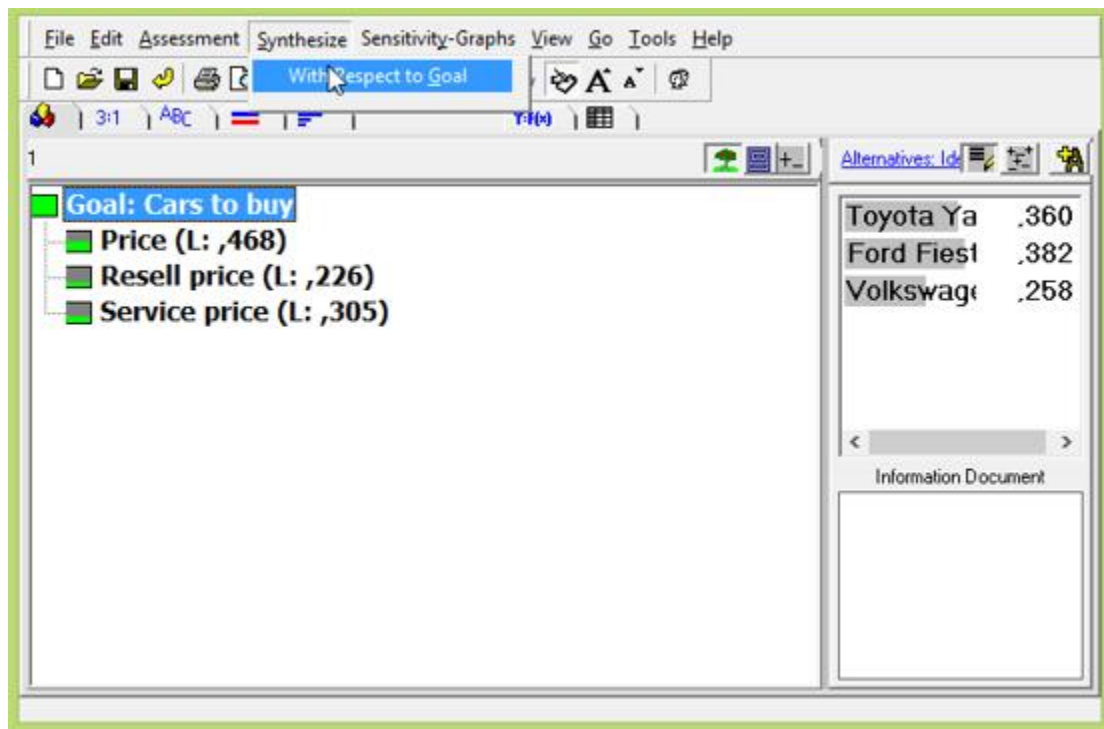 File Edit Assessment Synthesize Sensitivity-Graphs View Go Tools Help
With Respect to Goal
A A
3:1 ABC Y:F(x)
1
+_
Alternatives: Ide
Goal: Cars to buy
Price (L: ,468)
Resell price (L: ,226)
Service price (L: ,305)
Toyota Ya ,360
Ford Fiest ,382
Volkswage ,258
Information Document